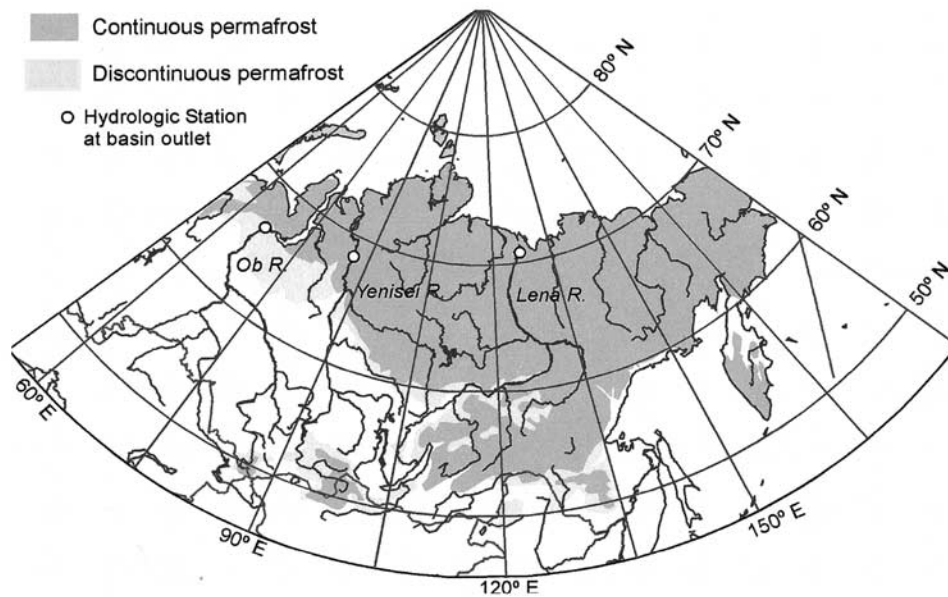 Continuous permafrost
Discontinuous permafrost
Hydrologic Station
at basin outlet
80° N
70° N
60° N
50° N
Ob R.
Yenisei R.
Lena R.
60° E
90° E
120° E
150° E